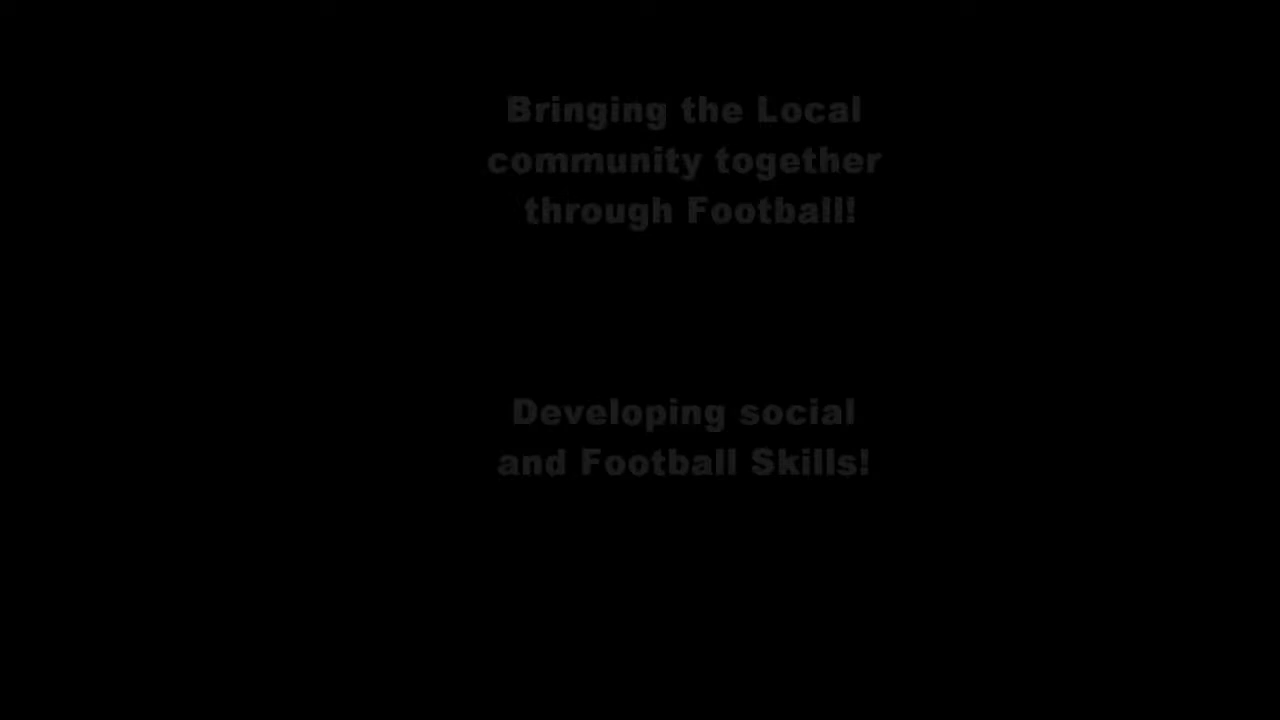 Bringing the Local
community together
through Football!
Developing social
and Football Skills!